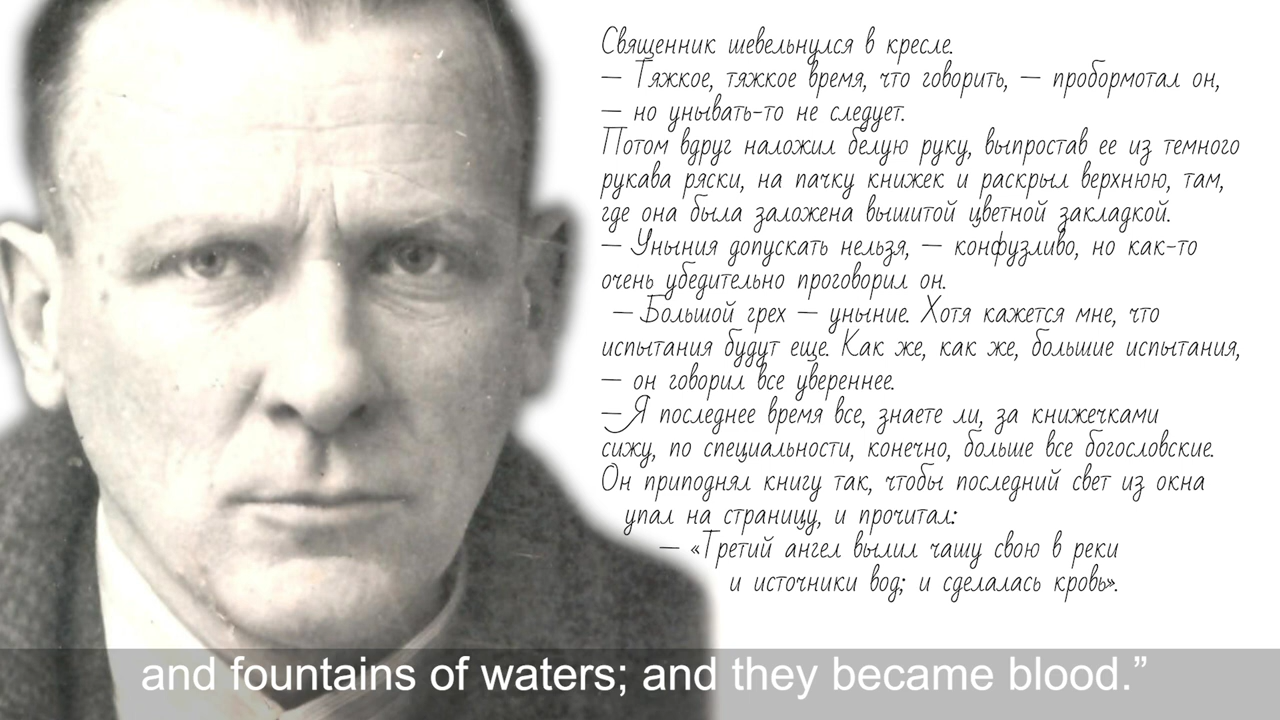 Священник шевельнулся в кресле.
— Тяжкое, тяжкое время, что говорить, — пробормотал он,
— но унывать-то не следует.
Потом вдруг наложил белую руку, выпростав ее из темного
рукава ряски, на пачку книжек и раскрыл верхнюю, там,
где она была заложена вышитой цветной закладкой.
— Уныния допускать нельзя, — конфузливо, но как-то
очень убедительно проговорил он.
— Большой грех — уныние. Хотя кажется мне, что
испытания будут еще. Как же, как же, большие испытания,
— он говорил все увереннее.
— Я последнее время все, знаете ли, за книжечками
сижу, по специальности, конечно, больше все богословские.
Он приподнял книгу так, чтобы последний свет из окна
упал на страницу, и прочитал:
— «Третий ангел вылил чашу свою в реки
и источники вод; и сделалась кровь».
and fountains of waters; and they became blood.”